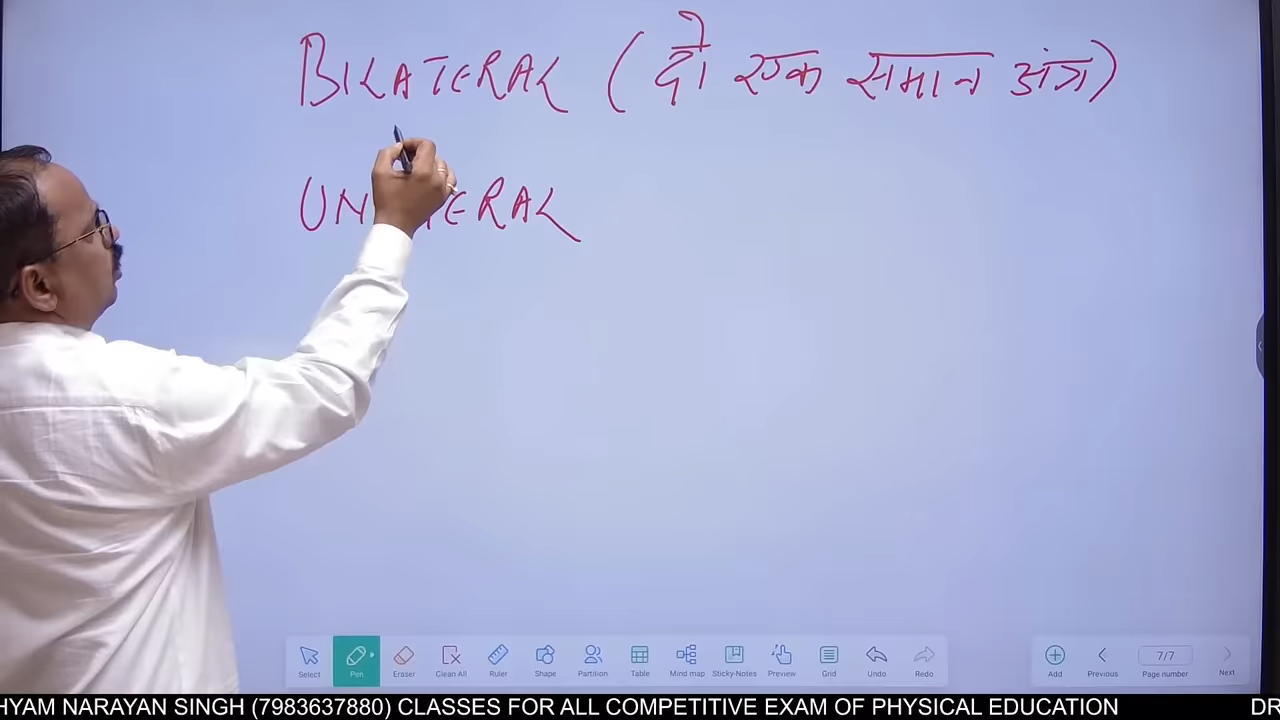 BILATERAL (दो एक समान अंग)
UN TERAL
Select
Pen
Eraser
Clean All
Ruler
Shape
Partition
Table
Mind map
Sticky-Notes
Preview
Grid
Undo
Redo
Add
Previous
7/7
Page number
Next
HYAM NARAYAN SINGH (7983637880) CLASSES FOR ALL COMPETITIVE EXAM OF PHYSICAL EDUCATION DR